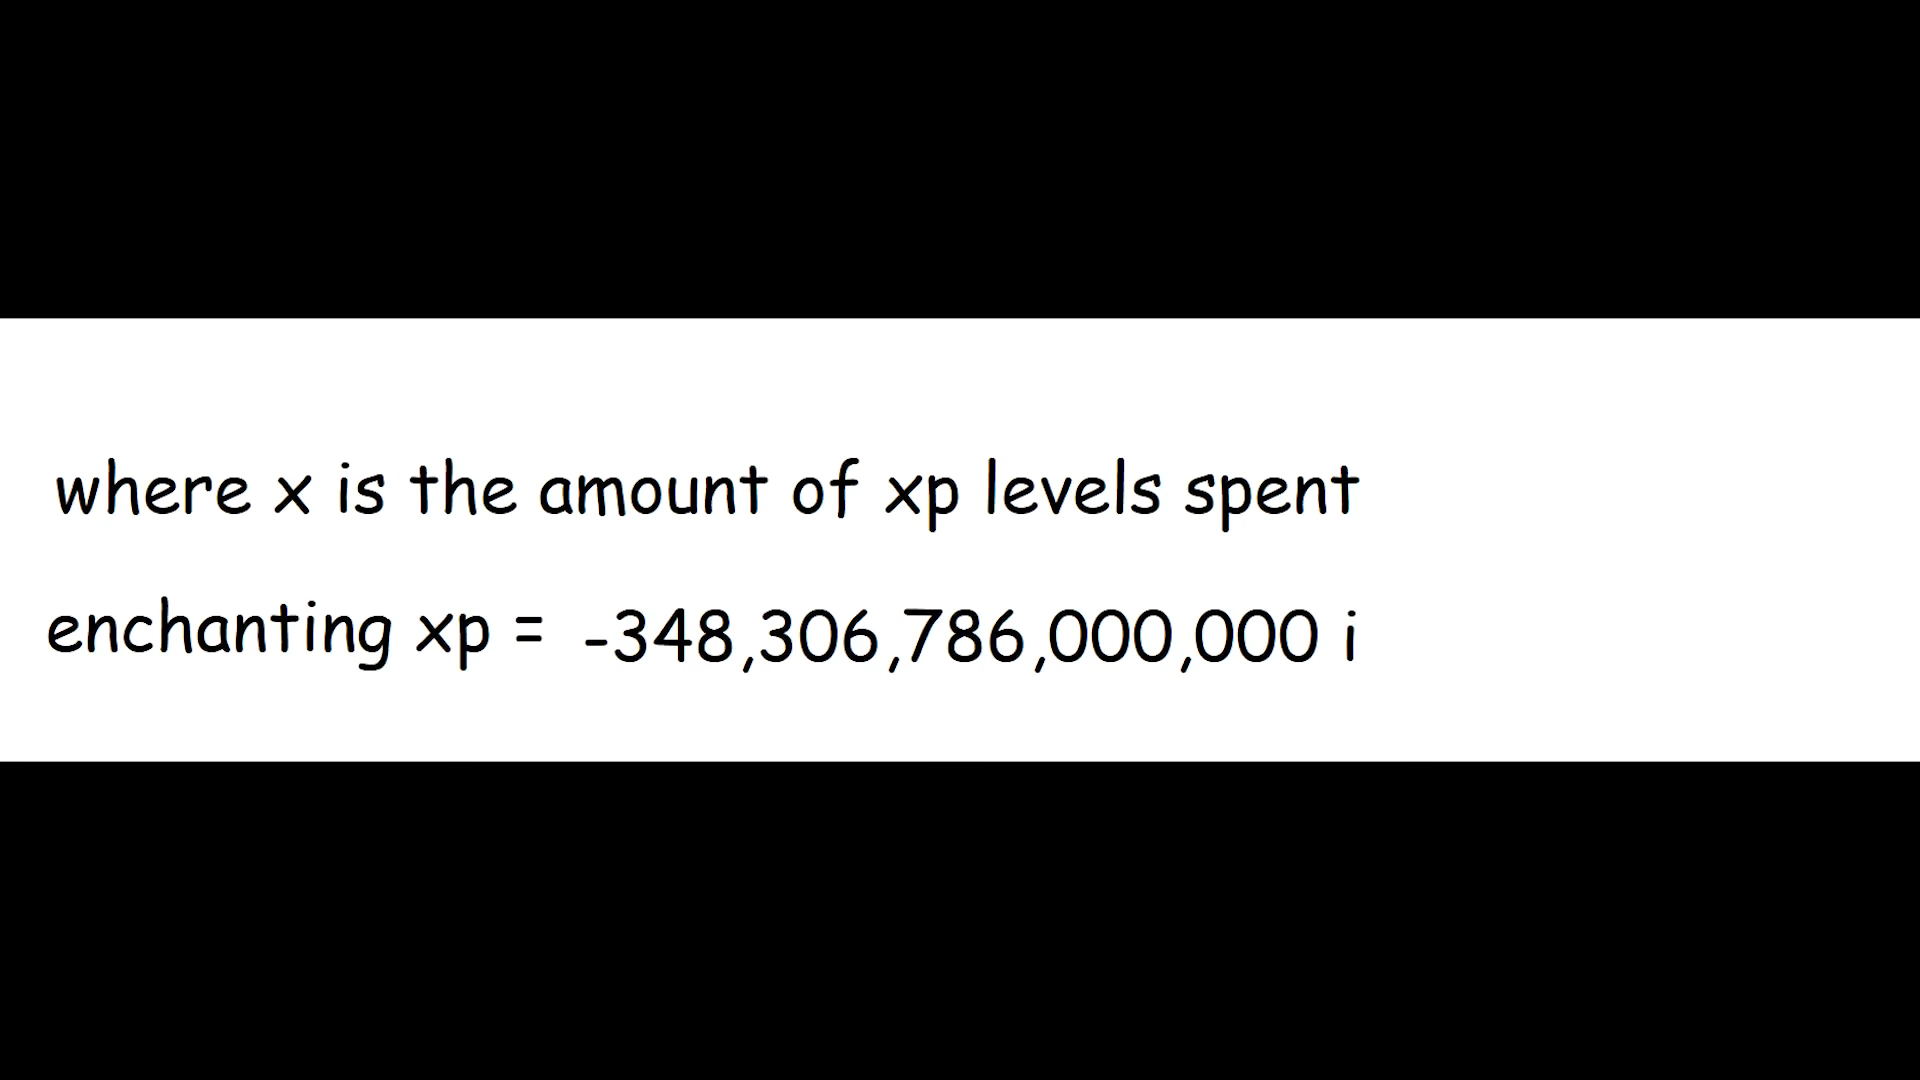 where x is the amount of xp levels spent
enchanting xp = -348,306,786,000,000 i